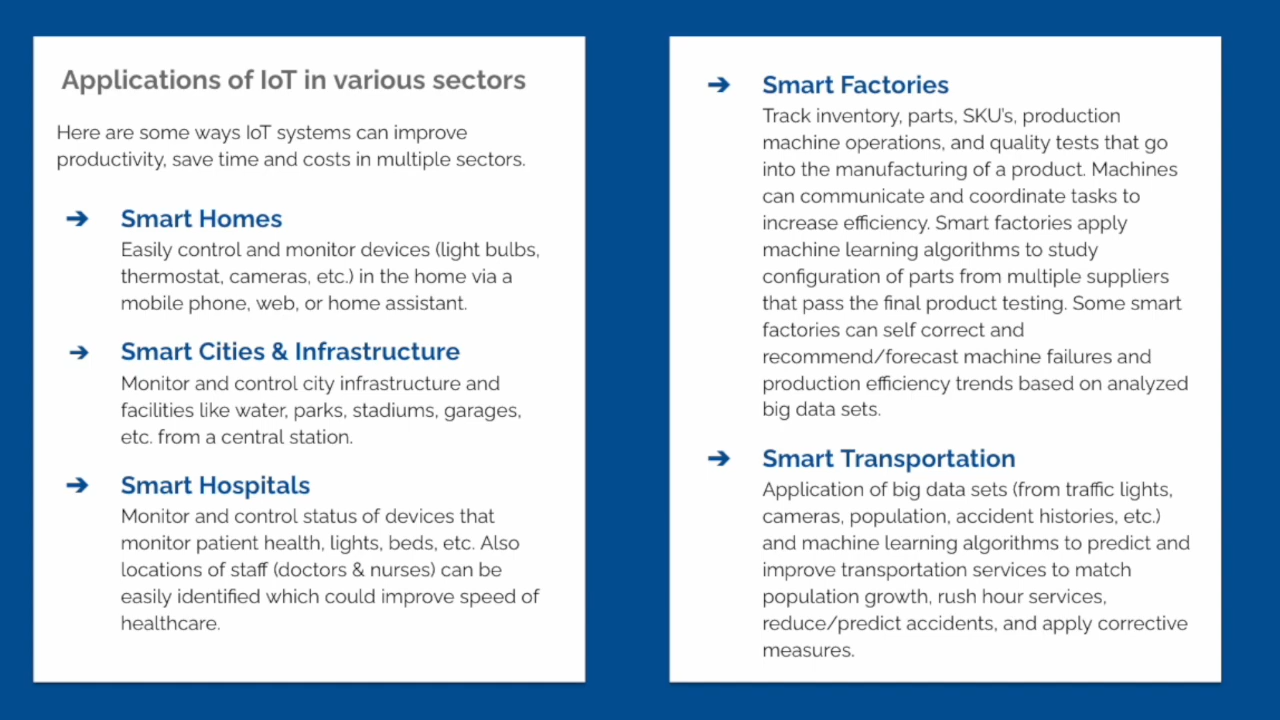 Applications of IoT in various sectors
Here are some ways IoT systems can improve
productivity, save time and costs in multiple sectors.
➔ Smart Homes
Easily control and monitor devices (light bulbs,
thermostat, cameras, etc.) in the home via a
mobile phone, web, or home assistant.
➔ Smart Cities & Infrastructure
Monitor and control city infrastructure and
facilities like water, parks, stadiums, garages,
etc. from a central station.
➔ Smart Hospitals
Monitor and control status of devices that
monitor patient health, lights, beds, etc. Also
locations of staff (doctors & nurses) can be
easily identified which could improve speed of
healthcare.
➔ Smart Factories
Track inventory, parts, SKU's, production
machine operations, and quality tests that go
into the manufacturing of a product. Machines
can communicate and coordinate tasks to
increase efficiency. Smart factories apply
machine learning algorithms to study
configuration of parts from multiple suppliers
that pass the final product testing. Some smart
factories can self correct and
recommend/forecast machine failures and
production efficiency trends based on analyzed
big data sets.
➔ Smart Transportation
Application of big data sets (from traffic lights,
cameras, population, accident histories, etc.)
and machine learning algorithms to predict and
improve transportation services to match
population growth, rush hour services,
reduce/predict accidents, and apply corrective
measures.